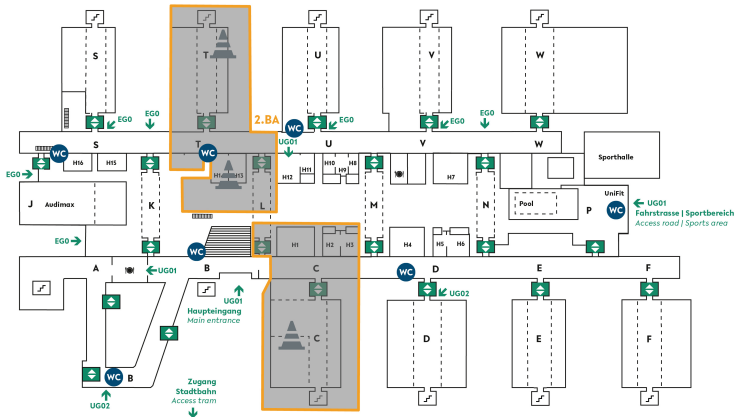 S
T
U
V
W
EG0
EG0
2.BA
WC
EG0
EG0
EG0
WC
S
T
WC
UG01
U
V
W
H16
H15
H13
H12
H11
H10
H9
H8
H7
Sporthalle
EG0
J
Audimax
K
L
M
N
Pool
P
UniFit
WC
UG01
Fahrstrasse | Sportbereich
Access road | Sports area
EG0
WC
H1
H2
H3
H4
H5
H6
A
UG01
B
C
WC
D
E
F
UG02
UG01
Haupteingang
Main entrance
C
D
E
F
WC
B
UG02
Zugang
Stadtbahn
Access tram